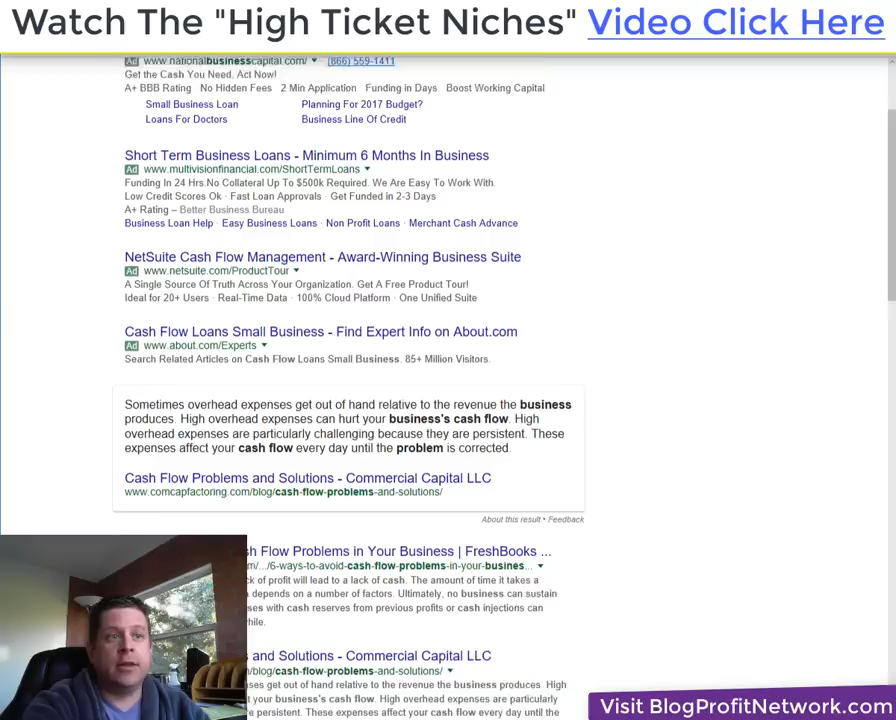 Watch The "High Ticket Niches" Video Click Here
Ad www.nationalbusinesscapital.com/ (866) 559-1411
Get the Cash You Need, Act Now!
A+ BBB Rating No Hidden Fees 2 Min Application Funding in Days Boost Working Capital
Small Business Loan Planning For 2017 Budget?
Loans For Doctors Business Line Of Credit
Short Term Business Loans - Minimum 6 Months In Business
Ad www.multivisionfinancial.com/ShortTermLoans
Funding In 24 Hrs.No Collateral Up To $500k Required. We Are Easy To Work With.
Low Credit Scores Ok · Fast Loan Approvals · Get Funded in 2-3 Days
A+ Rating – Better Business Bureau
Business Loan Help · Easy Business Loans · Non Profit Loans · Merchant Cash Advance
NetSuite Cash Flow Management - Award-Winning Business Suite
Ad www.netsuite.com/ProductTour
A Single Source Of Truth Across Your Organization. Get A Free Product Tour!
Ideal for 20+ Users · Real-Time Data · 100% Cloud Platform · One Unified Suite
Cash Flow Loans Small Business - Find Expert Info on About.com
Ad www.about.com/Experts
Search Related Articles on Cash Flow Loans Small Business. 85+ Million Visitors.
Sometimes overhead expenses get out of hand relative to the revenue the business
produces. High overhead expenses can hurt your business's cash flow. High
overhead expenses are particularly challenging because they are persistent. These
expenses affect your cash flow every day until the problem is corrected.
Cash Flow Problems and Solutions - Commercial Capital LLC
www.comcapfactoring.com/blog/cash-flow-problems-and-solutions/
About this result • Feedback
h Flow Problems in Your Business | FreshBooks ...
m/.../6-ways-to-avoid-cash-flow-problems-in-your-busines...
ck of profit will lead to a lack of cash. The amount of time it takes a
depends on a number of factors. Ultimately, no business can sustain
ses with cash reserves from previous profits or cash injections can
hile.
and Solutions - Commercial Capital LLC
/blog/cash-flow-problems-and-solutions/
ses get out of hand relative to the revenue the business produces. High
t your business's cash flow. High overhead expenses are particularly
e persistent. These expenses affect your cash flow every day until the
Visit BlogProfitNetwork.com